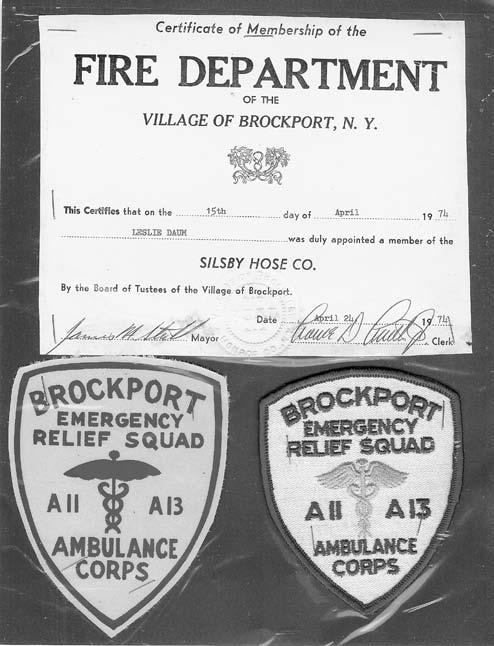 Certificate of Membership of the
FIRE DEPARTMENT
OF THE
VILLAGE OF BROCKPORT, N. Y.
This Certifies that on the 15th day of April 1974
LESLIE DAUM was duly appointed a member of the
SILSBY HOSE CO.
By the Board of Tustees of the Village of Brockport.
Date April 24 1974
Mayor
Clerk
BROCKPORT
EMERGENCY
RELIEF SQUAD
A11 A13
AMBULANCE
CORPS
BROCKPORT
EMERGENCY
RELIEF SQUAD
A11 A13
AMBULANCE
CORPS